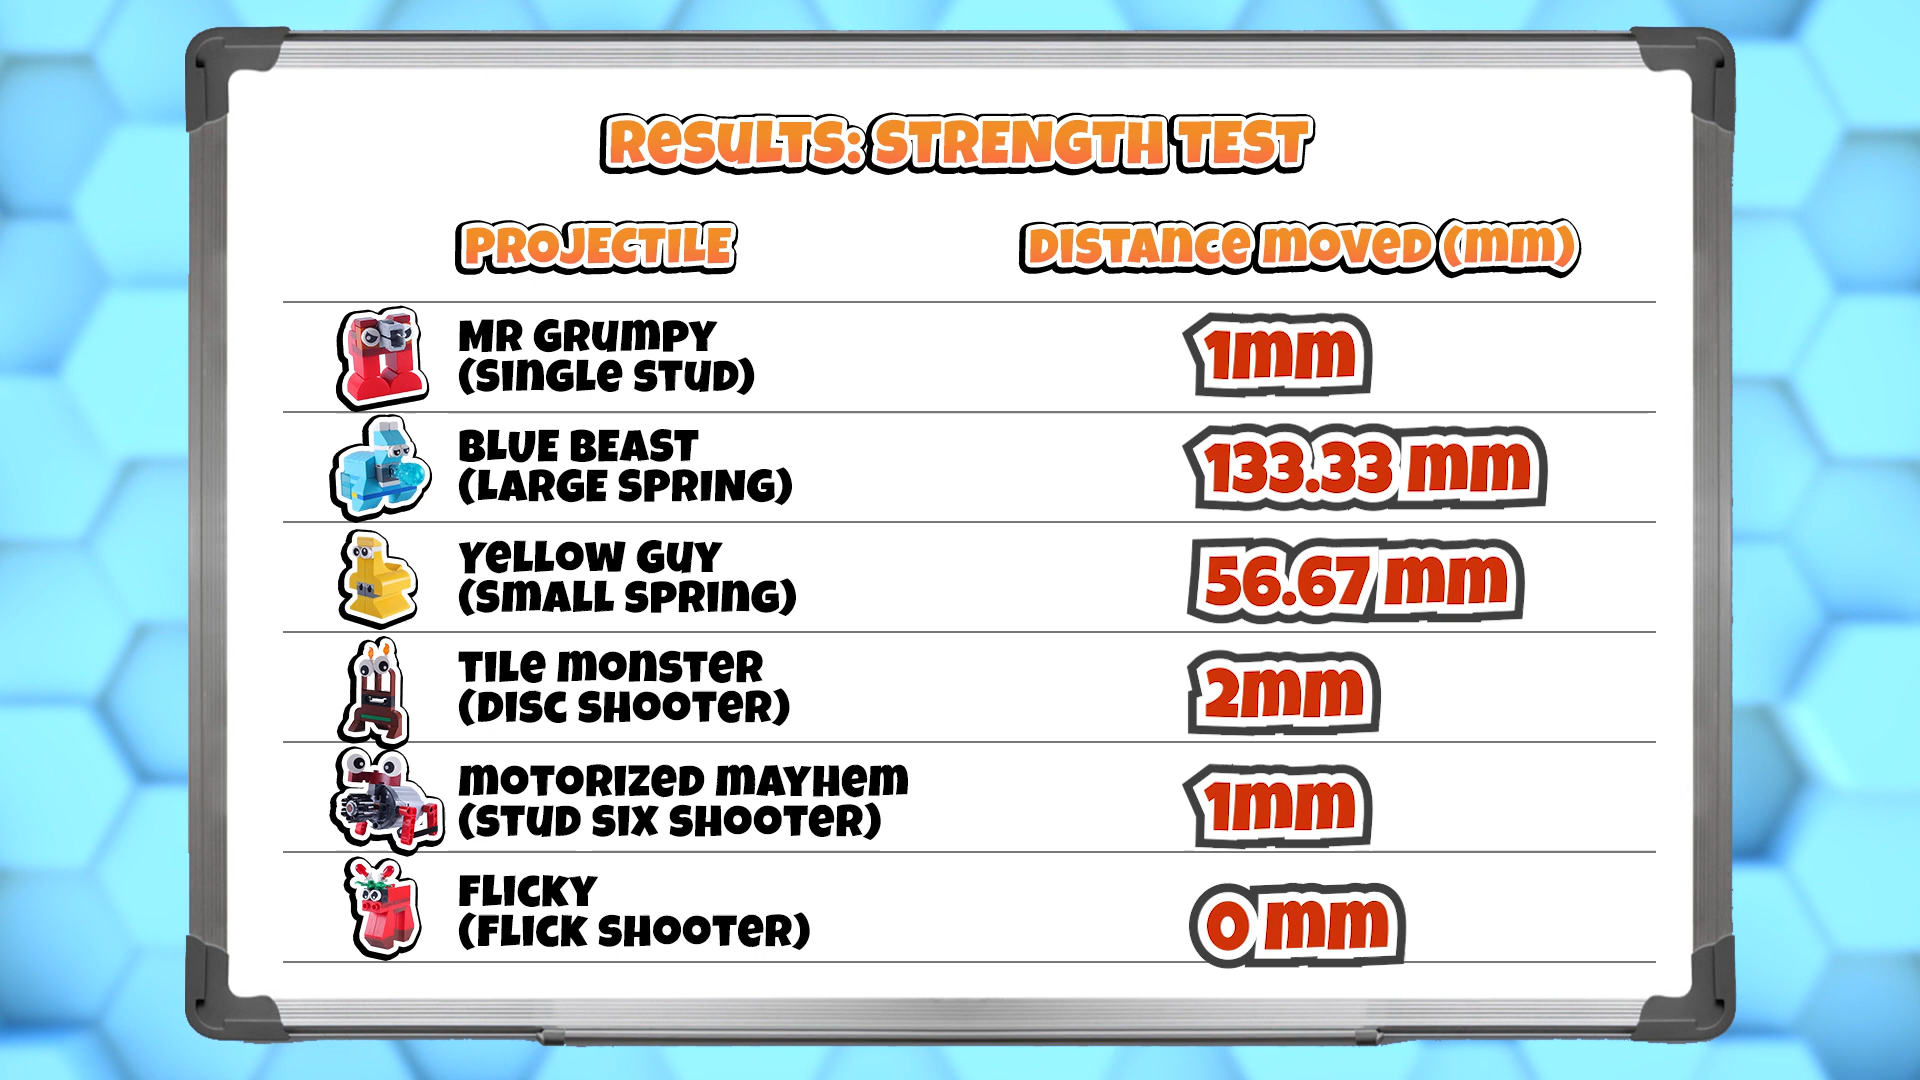 RESULTS: STRENGTH TEST
PROJECTILE
DISTANCE MOVED (mm)
MR GRUMPY
(SINGLE STUD)
1mm
BLUE BEAST
(LARGE SPRING)
133.33 mm
YELLOW GUY
(SMALL SPRING)
56.67 mm
TILE MONSTER
(DISC SHOOTER)
2mm
MOTORIZED MAYHEM
(STUD SIX SHOOTER)
1mm
FLICKY
(FLICK SHOOTER)
0 mm